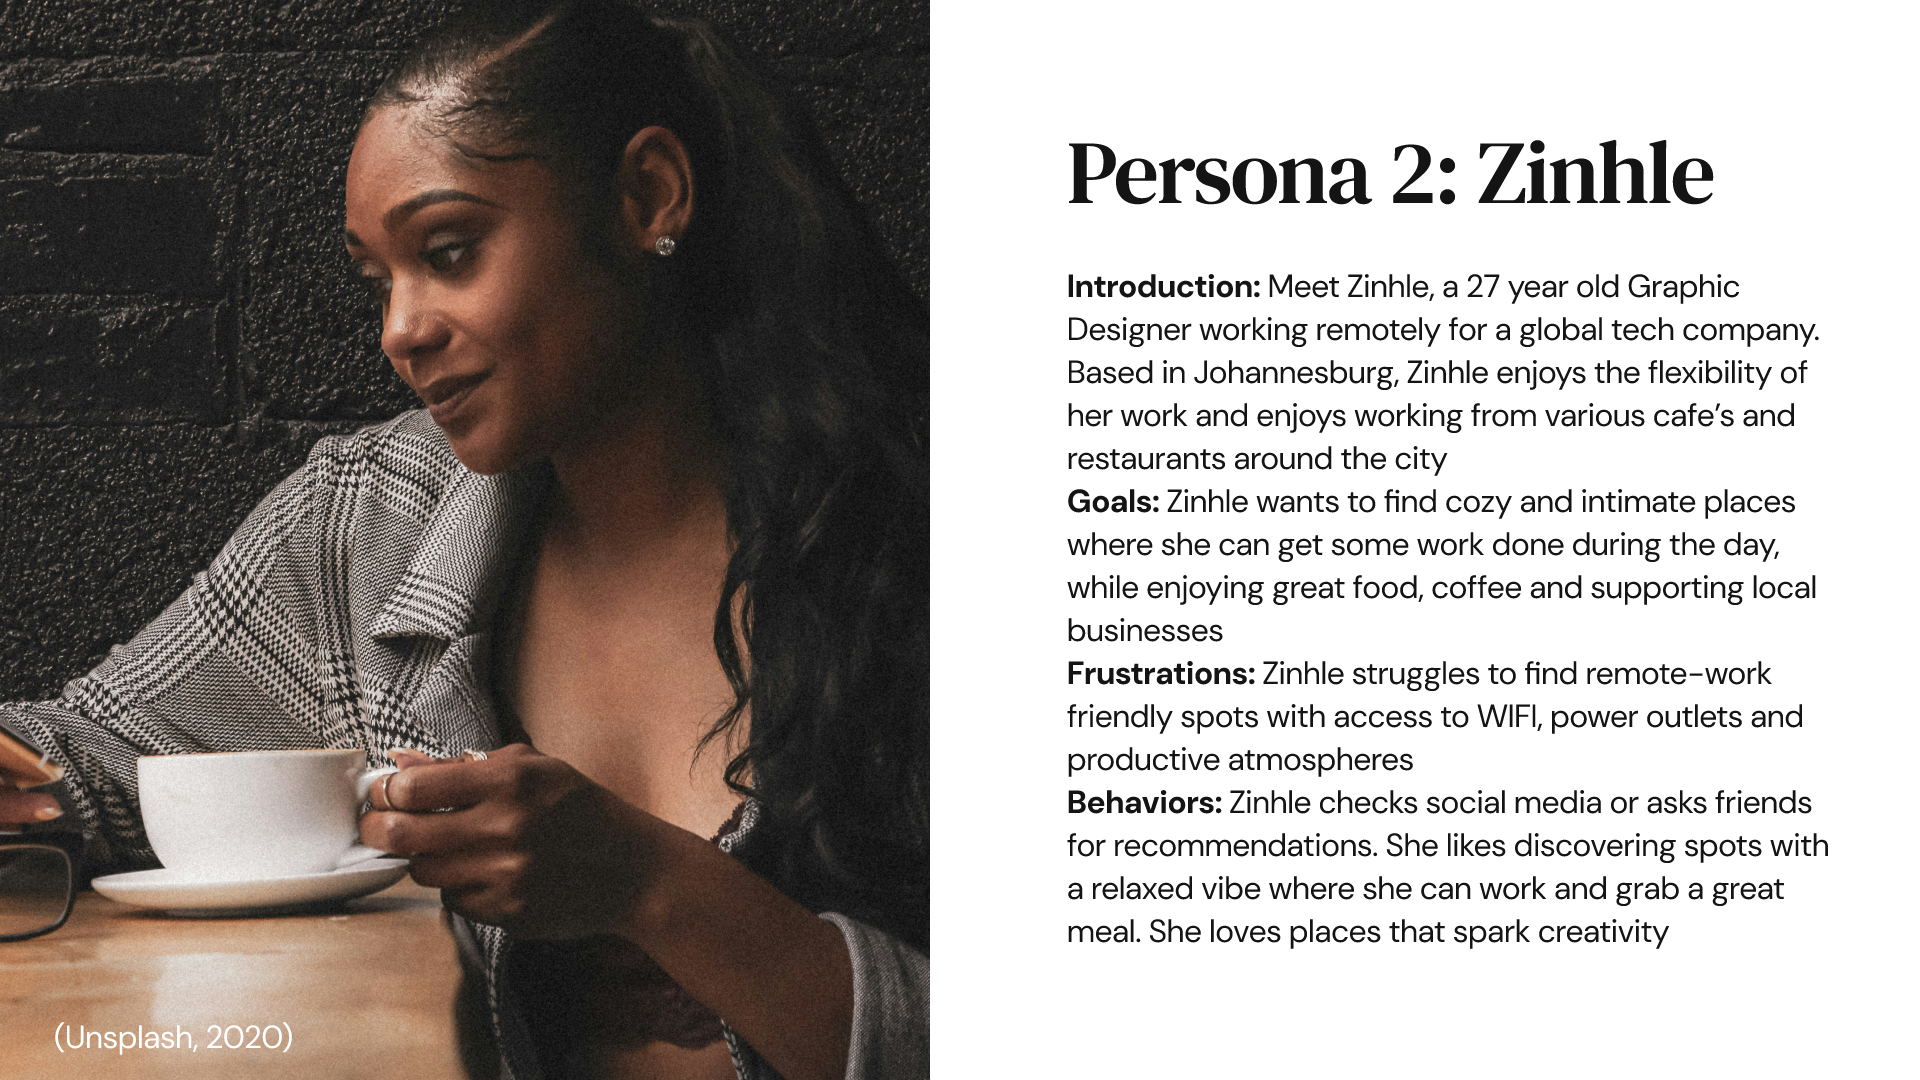 Persona 2: Zinhle
Introduction: Meet Zinhle, a 27 year old Graphic
Designer working remotely for a global tech company.
Based in Johannesburg, Zinhle enjoys the flexibility of
her work and enjoys working from various cafe’s and
restaurants around the city
Goals: Zinhle wants to find cozy and intimate places
where she can get some work done during the day,
while enjoying great food, coffee and supporting local
businesses
Frustrations: Zinhle struggles to find remote-work
friendly spots with access to WIFI, power outlets and
productive atmospheres
Behaviors: Zinhle checks social media or asks friends
for recommendations. She likes discovering spots with
a relaxed vibe where she can work and grab a great
meal. She loves places that spark creativity
(Unsplash, 2020)